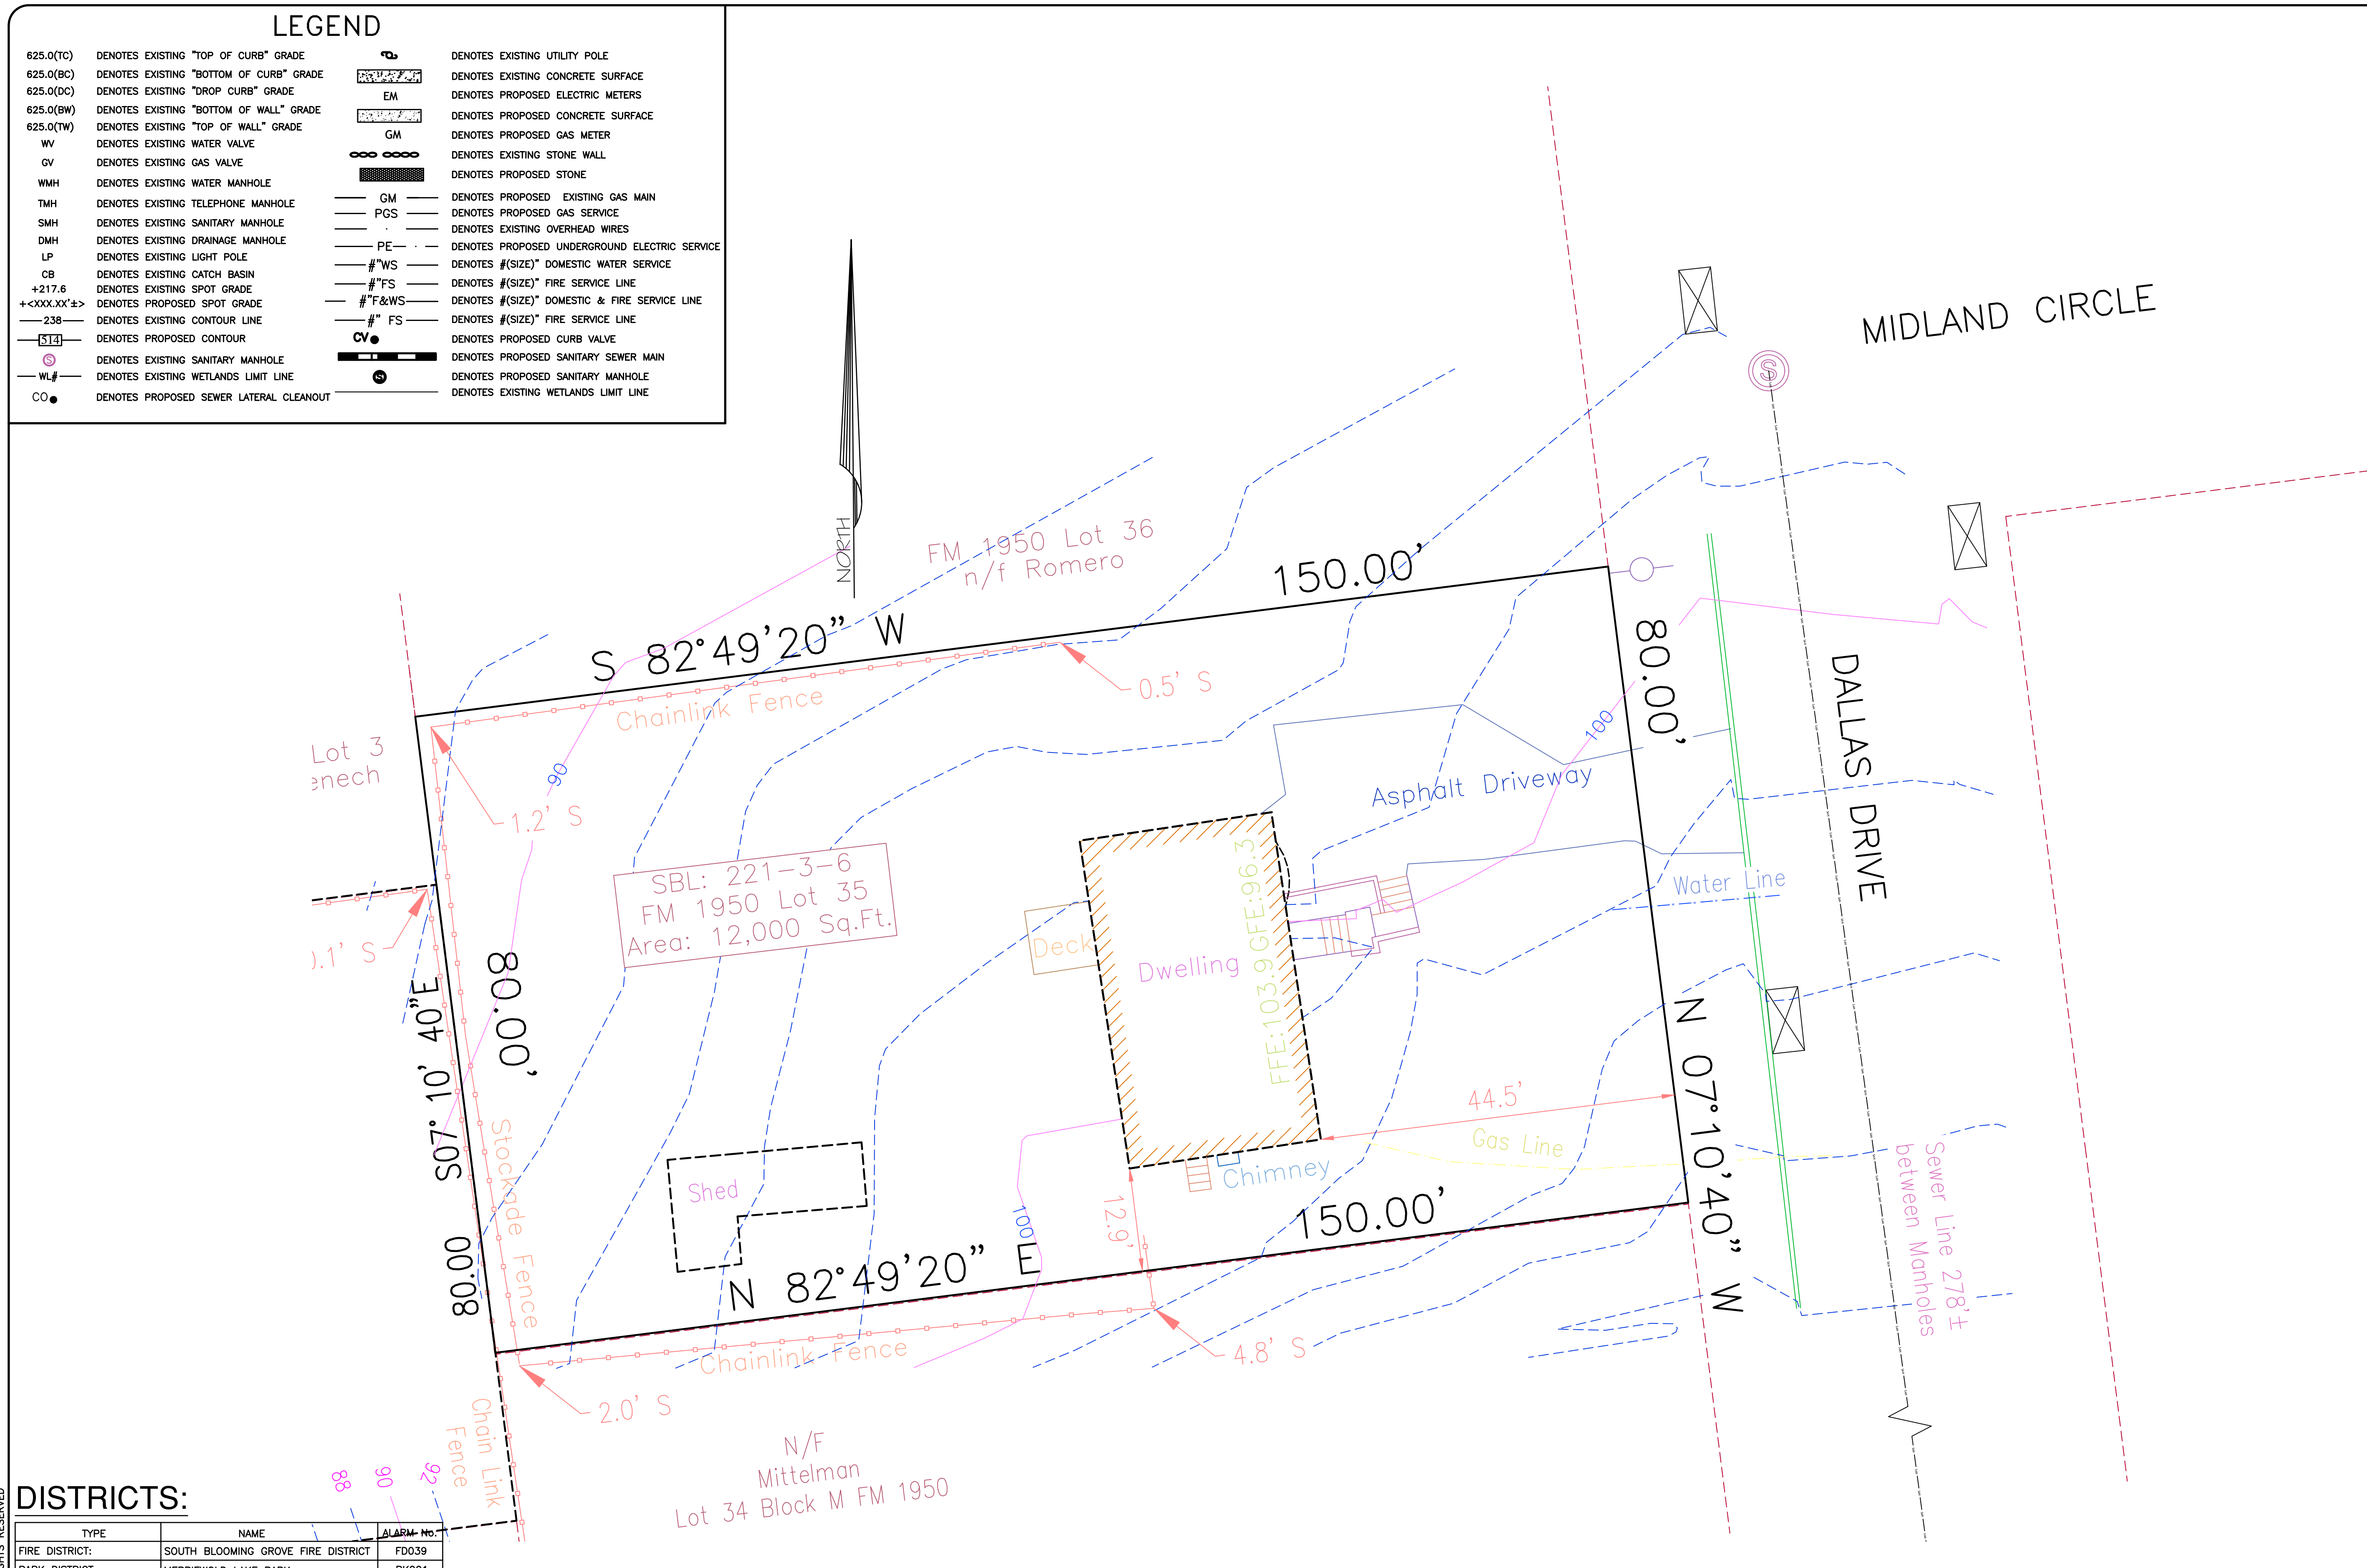 LEGEND
625.0(TC) DENOTES EXISTING "TOP OF CURB" GRADE
625.0(BC) DENOTES EXISTING "BOTTOM OF CURB" GRADE
625.0(DC) DENOTES EXISTING "DROP CURB" GRADE
625.0(BW) DENOTES EXISTING "BOTTOM OF WALL" GRADE
625.0(TW) DENOTES EXISTING "TOP OF WALL" GRADE
WV DENOTES EXISTING WATER VALVE
GV DENOTES EXISTING GAS VALVE
WMH DENOTES EXISTING WATER MANHOLE
TMH DENOTES EXISTING TELEPHONE MANHOLE
SMH DENOTES EXISTING SANITARY MANHOLE
DMH DENOTES EXISTING DRAINAGE MANHOLE
LP DENOTES EXISTING LIGHT POLE
CB DENOTES EXISTING CATCH BASIN
+217.6 DENOTES EXISTING SPOT GRADE
+<XXX.XX'±> DENOTES PROPOSED SPOT GRADE
238 DENOTES EXISTING CONTOUR LINE
514 DENOTES PROPOSED CONTOUR
S DENOTES EXISTING SANITARY MANHOLE
WL# DENOTES EXISTING WETLANDS LIMIT LINE
CO DENOTES PROPOSED SEWER LATERAL CLEANOUT
DENOTES EXISTING UTILITY POLE
DENOTES EXISTING CONCRETE SURFACE
EM DENOTES PROPOSED ELECTRIC METERS
DENOTES PROPOSED CONCRETE SURFACE
GM DENOTES PROPOSED GAS METER
DENOTES EXISTING STONE WALL
DENOTES PROPOSED STONE
GM DENOTES PROPOSED EXISTING GAS MAIN
PGS DENOTES PROPOSED GAS SERVICE
DENOTES EXISTING OVERHEAD WIRES
PE DENOTES PROPOSED UNDERGROUND ELECTRIC SERVICE
#"WS DENOTES #(SIZE)" DOMESTIC WATER SERVICE
#"FS DENOTES #(SIZE)" FIRE SERVICE LINE
#"F&WS DENOTES #(SIZE)" DOMESTIC & FIRE SERVICE LINE
#" FS DENOTES #(SIZE)" FIRE SERVICE LINE
CV DENOTES PROPOSED CURB VALVE
DENOTES PROPOSED SANITARY SEWER MAIN
S DENOTES PROPOSED SANITARY MANHOLE
DENOTES EXISTING WETLANDS LIMIT LINE
NORTH
MIDLAND CIRCLE
S
FM 1950 Lot 36
n/f Romero
150.00'
S 82°49'20" W
80.00'
DALLAS DRIVE
0.5' S
Chainlink Fence
Lot 3
enech
90
1.2' S
100
Asphalt Driveway
SBL: 221-3-6
FM 1950 Lot 35
Area: 12,000 Sq.Ft.
Water Line
Deck
Dwelling
FFE:103.9 GFE:96.3
.1' S
80.00'
S07° 10' 40"E
80.00
Stockade Fence
N 07°10'40" W
44.5'
Gas Line
Chimney
Shed
12.9'
100
150.00'
N 82°49'20" E
Sewer Line 278'±
between Manholes
Chainlink Fence
4.8' S
2.0' S
Chain Link
Fence
N/F
Mittelman
Lot 34 Block M FM 1950
88
90
92
DISTRICTS:
TYPE NAME ALARM No.
FIRE DISTRICT: SOUTH BLOOMING GROVE FIRE DISTRICT FD039
RESERVED